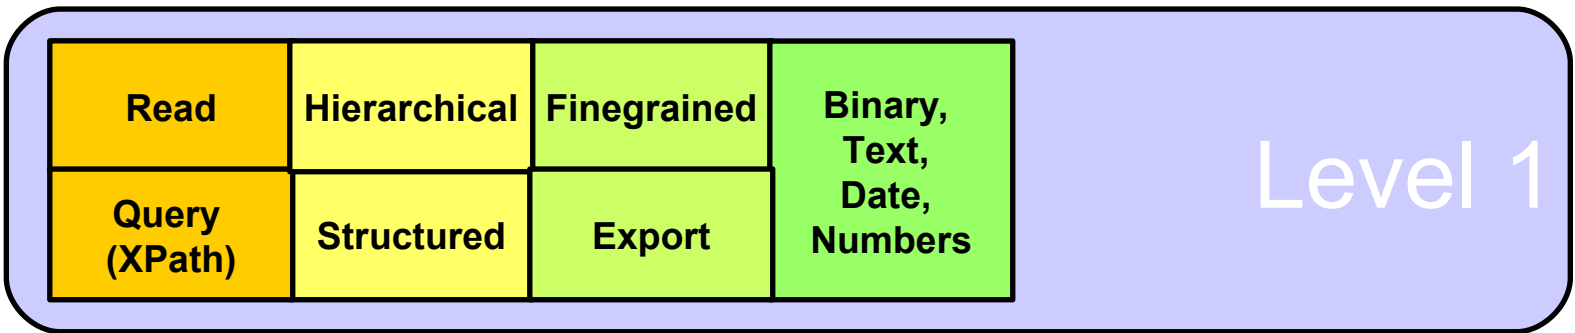 Read
Query
(XPath)
Hierarchical
Structured
Finegrained
Export
Binary,
Text,
Date,
Numbers
Level 1